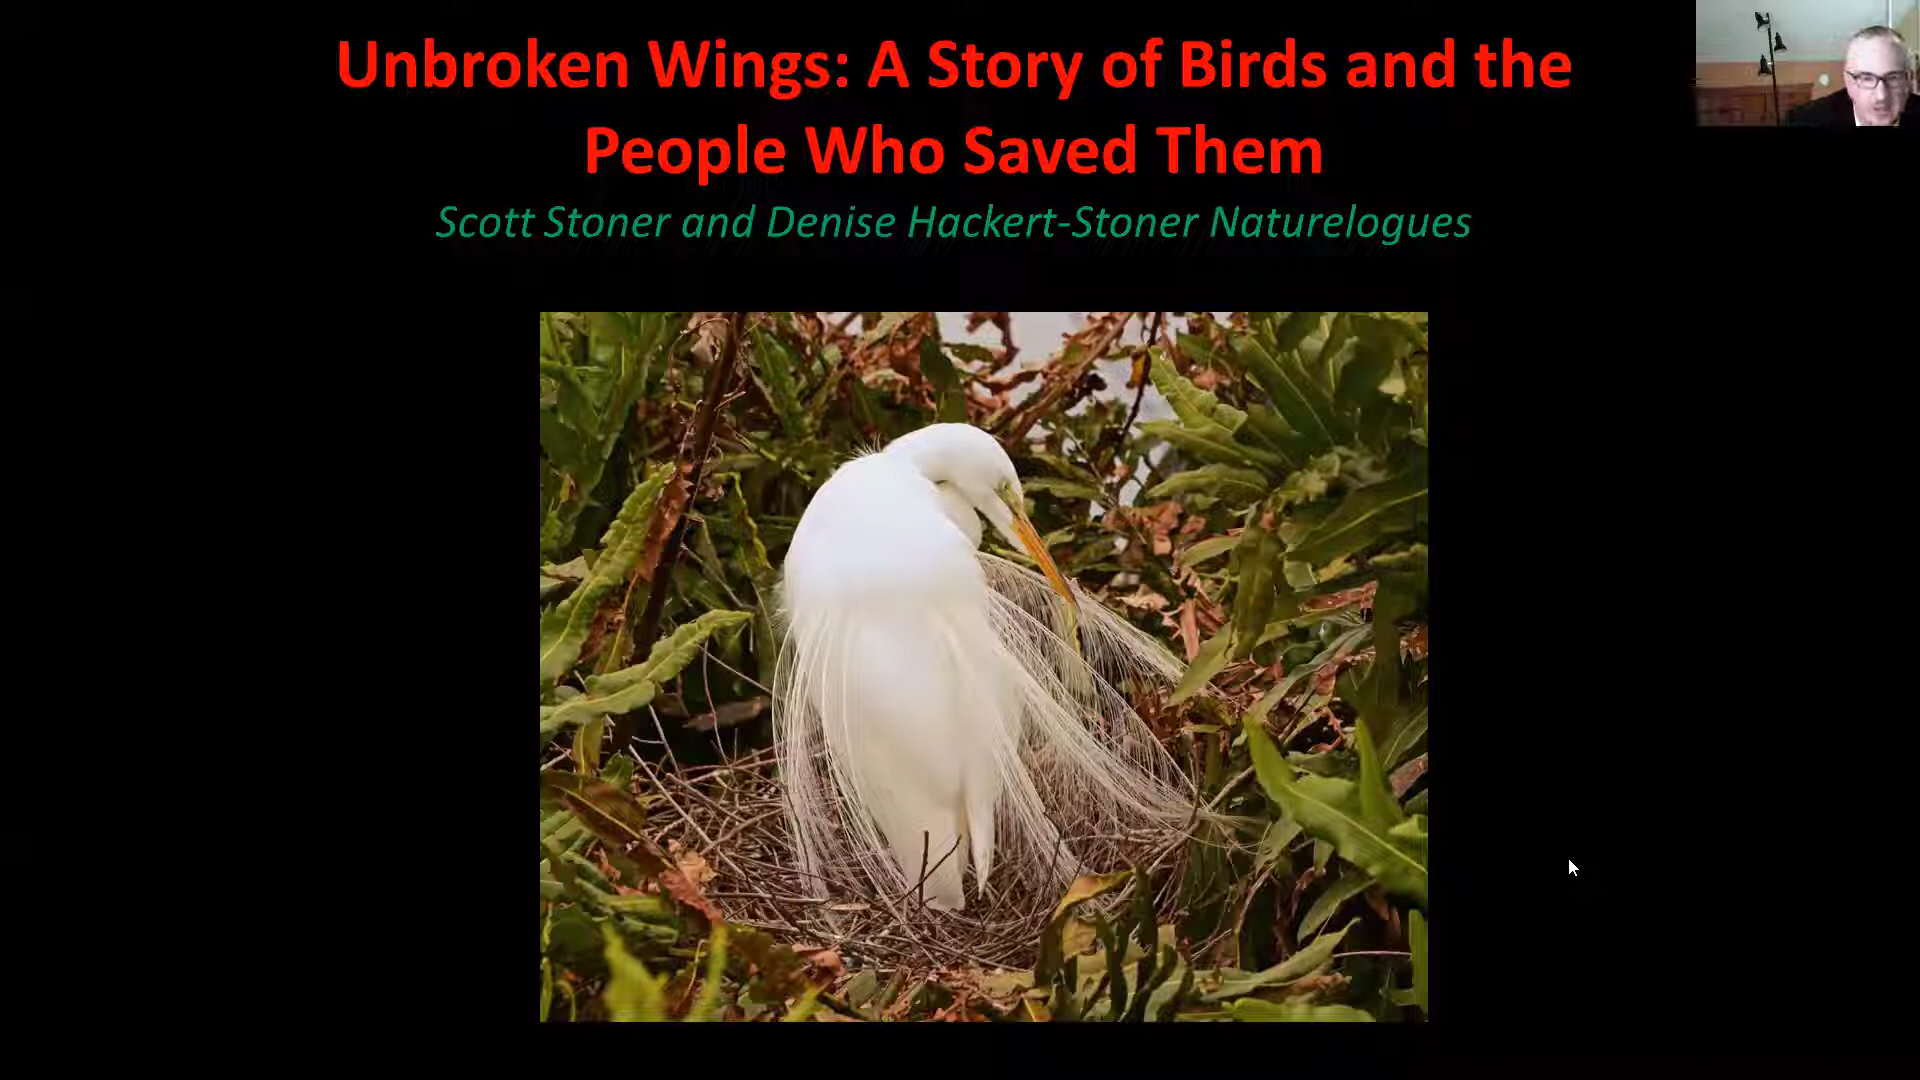 Unbroken Wings: A Story of Birds and the
People Who Saved Them
Scott Stoner and Denise Hackert-Stoner Naturelogues